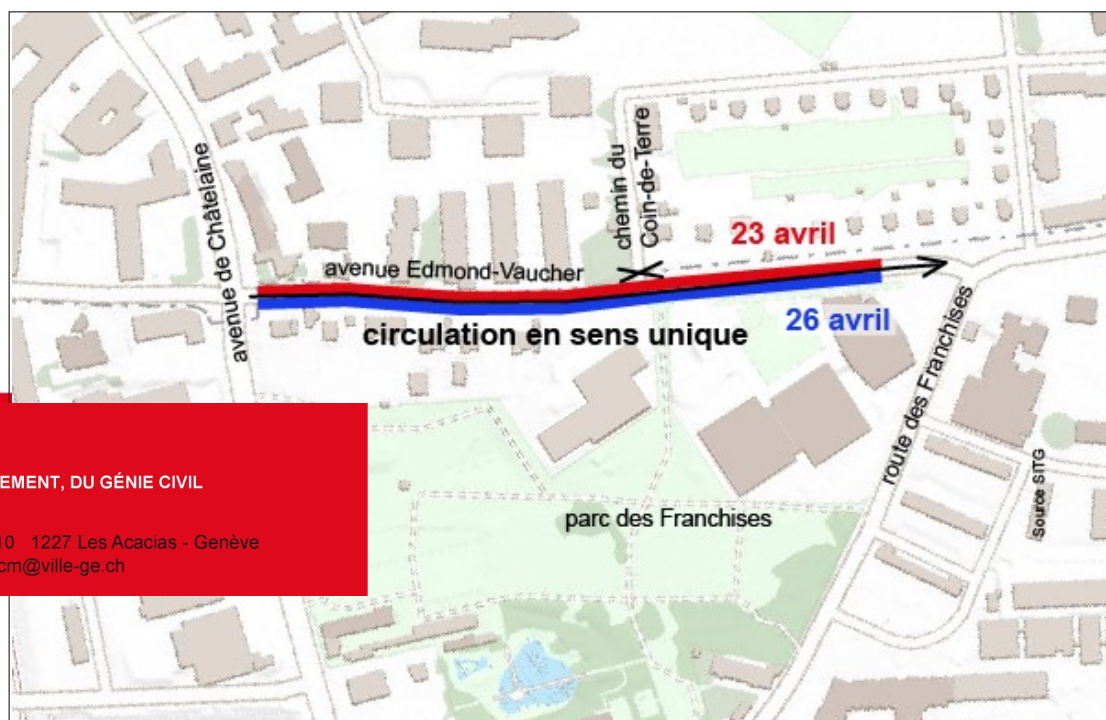 avenue de Châtelaine
avenue Edmond-Vaucher
chemin du
Coin-de-Terre
23 avril
26 avril
circulation en sens unique
route des Franchises
parc des Franchises
Source SITG
EMENT, DU GÉNIE CIVIL
10 1227 Les Acacias - Genève
cm@ville-ge.ch